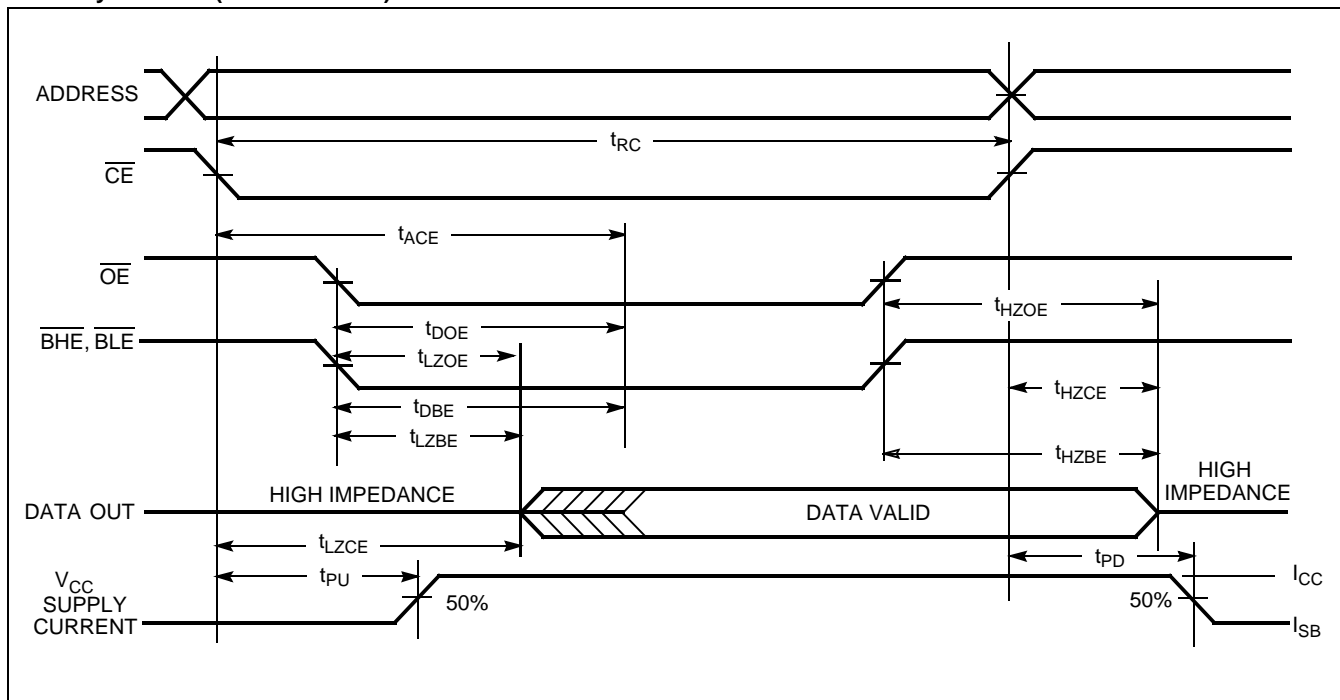 ADDRESS
tRC
CE
tACE
OE
tHZOE
tDOE
BHE, BLE
tLZOE
tHZCE
tDBE
tLZBE
tHZBE
HIGH IMPEDANCE
HIGH
IMPEDANCE
DATA OUT
DATA VALID
tLZCE
tPD
tPU
VCC
SUPPLY
CURRENT
50%
50%
ICC
ISB